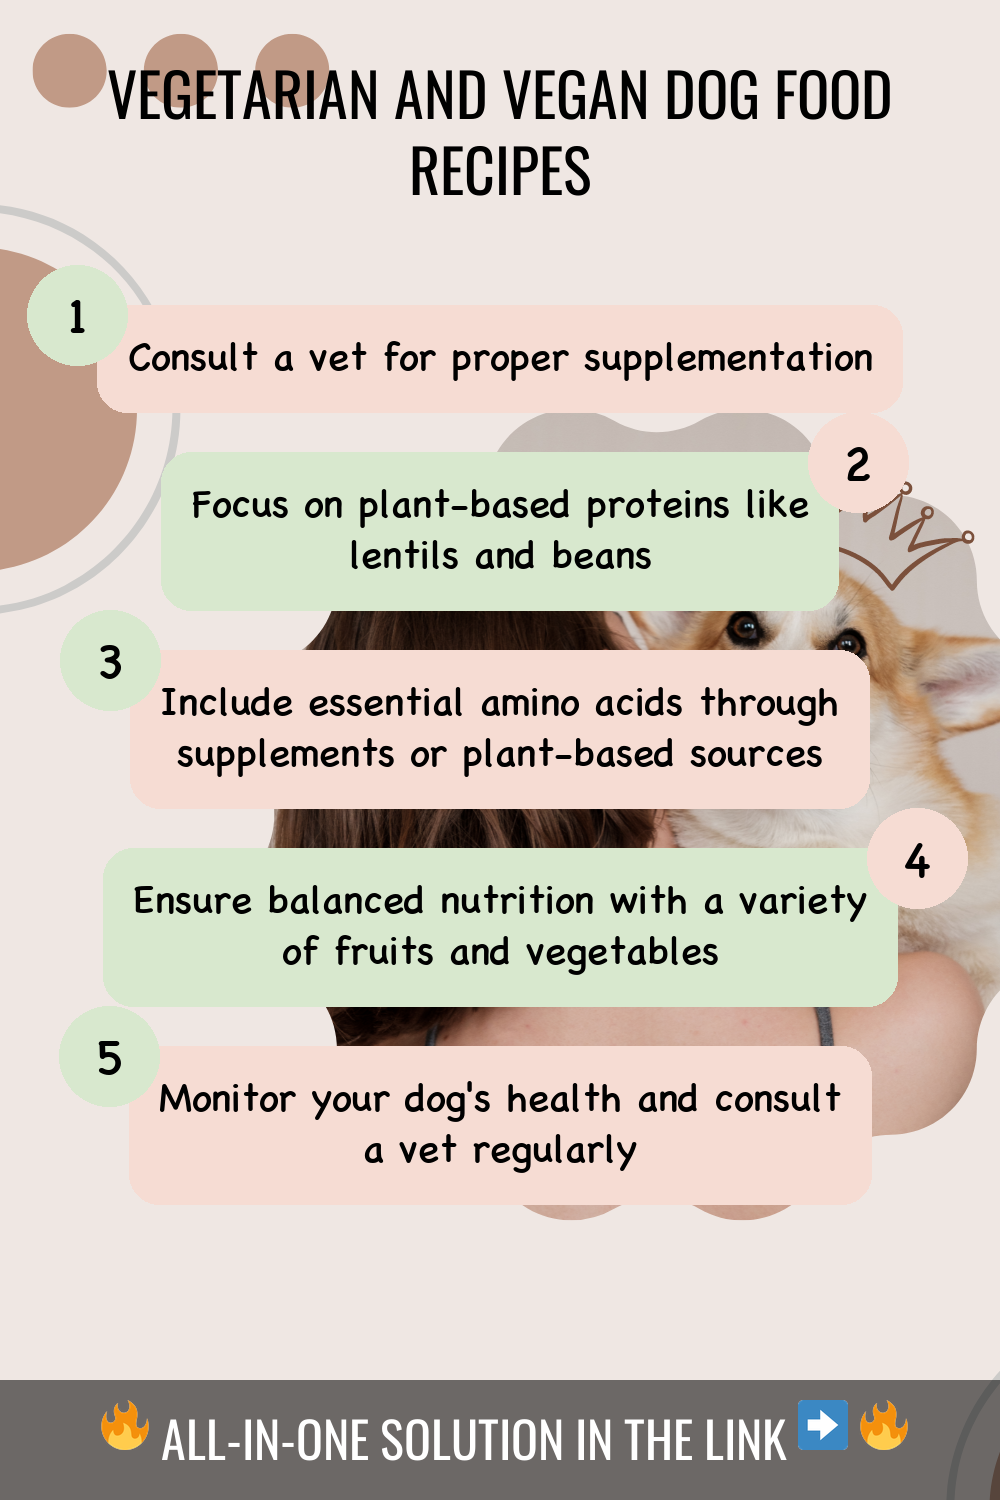 VEGETARIAN AND VEGAN DOG FOOD
RECIPES
1
Consult a vet for proper supplementation
2
Focus on plant-based proteins like
lentils and beans
3
Include essential amino acids through
supplements or plant-based sources
4
Ensure balanced nutrition with a variety
of fruits and vegetables
5
Monitor your dog's health and consult
a vet regularly
🔥 ALL-IN-ONE SOLUTION IN THE LINK ➡️ 🔥